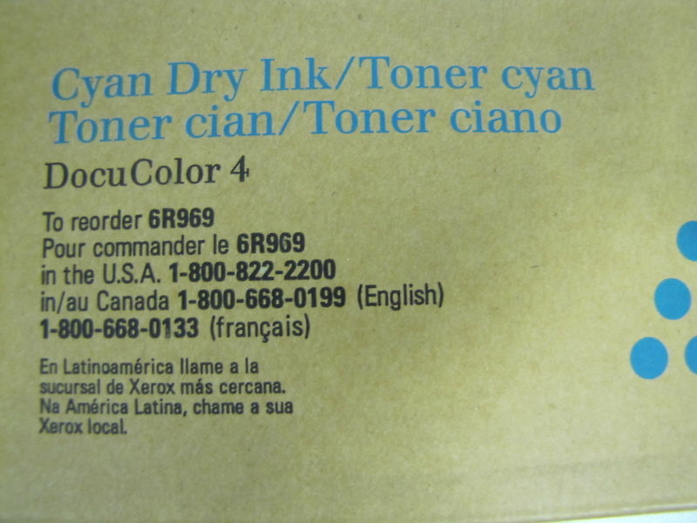 Cyan Dry Ink/Toner cyan
Toner cian/Toner ciano
DocuColor 4
To reorder 6R969
Pour commander le 6R969
in the U.S.A. 1-800-822-2200
in/au Canada 1-800-668-0199 (English)
1-800-668-0133 (français)
En Latinoamérica llame a la
sucursal de Xerox más cercana.
Na América Latina, chame a sua
Xerox local.